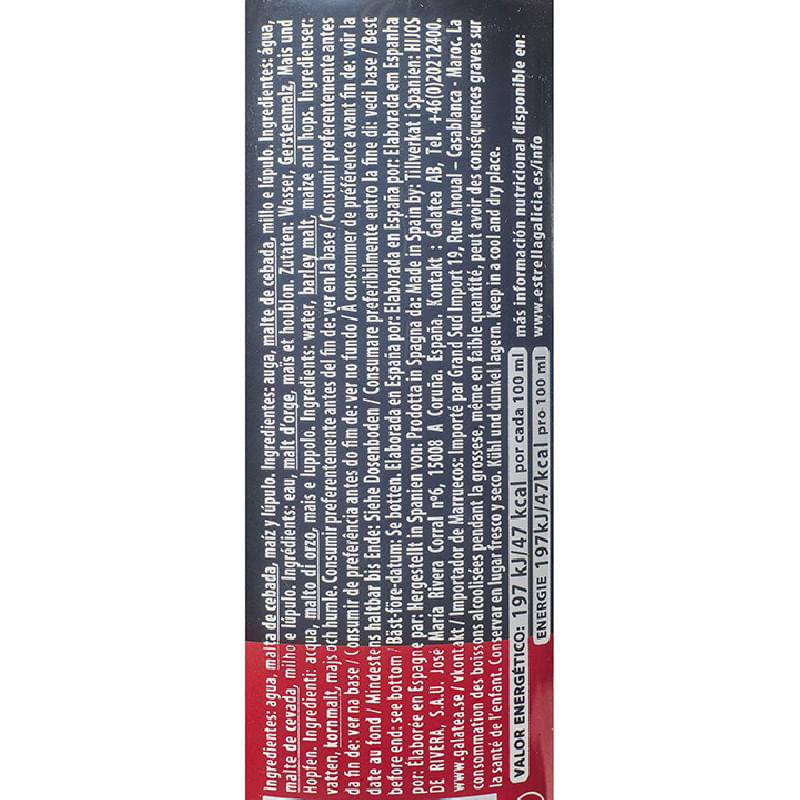 Ingredientes: agua, malta de cebada, maíz y lúpulo. Ingredientes: auga, malte de cebada, millo e lúpulo. Ingredientes: água,
malte de cevada, milho e lúpulo. Ingrédients: eau, malt d'orge, maïs et houblon. Zutaten: Wasser, Gerstenmalz, Mais und
Hopfen. Ingredienti: acqua, malto di orzo, mais e luppolo. Ingredients: water, barley malt, maize and hops. Ingredienser:
vatten, kornmalt, majs och humle. Consumir preferentemente antes del fin de: ver en la base / Consumir preferentemente antes
da fin de: ver na base / Consumir de preferência antes do fim de: ver no fundo / À consommer de préférence avant fin de: voir la
date au fond / Mindestens haltbar bis Ende: Siehe Dosenboden / Consumare preferibilmente entro la fine di: vedi base / Best
before end: see bottom / Bäst-före-datum: Se botten. Elaborada en España por: Elaborada en España por: Elaborada em Espanha
por: Élaborée en Espagne par: Hergestellt in Spanien von: Prodotta in Spagna da: Made in Spain by: Tillverkat i Spanien: HIJOS
DE RIVERA, S.A.U. José María Rivera Corral nº6, 15008 A Coruña. España. Kontakt : Galatea AB, Tel. +46(0)20212400.
www.galatea.se / vkontakt / Importador de Marruecos: Importé par Grand Sud Import 19, Rue Anoual – Casablanca - Maroc. La
consommation des boissons alcoolisées pendant la grossese, même en faible quantité, peut avoir des conséquences graves sur
la santé de l'enfant. Conservar en lugar fresco y seco. Kühl und dunkel lagern. Keep in a cool and dry place.
VALOR ENERGÉTICO: 197 kJ/47 kcal por cada 100 ml más información nutricional disponible en:
ENERGIE 197kJ/47kcal pro 100 ml www.estrellagalicia.es/info